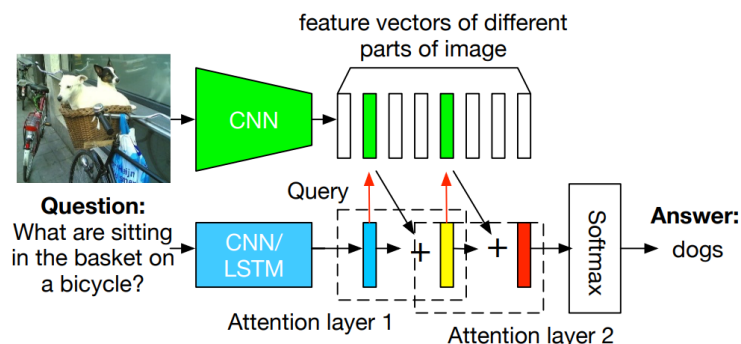 feature vectors of different
parts of image
CNN
Query
Question:
What are sitting
in the basket on
a bicycle?
CNN/
LSTM
+
+
Softmax
Answer:
dogs
Attention layer 1
Attention layer 2